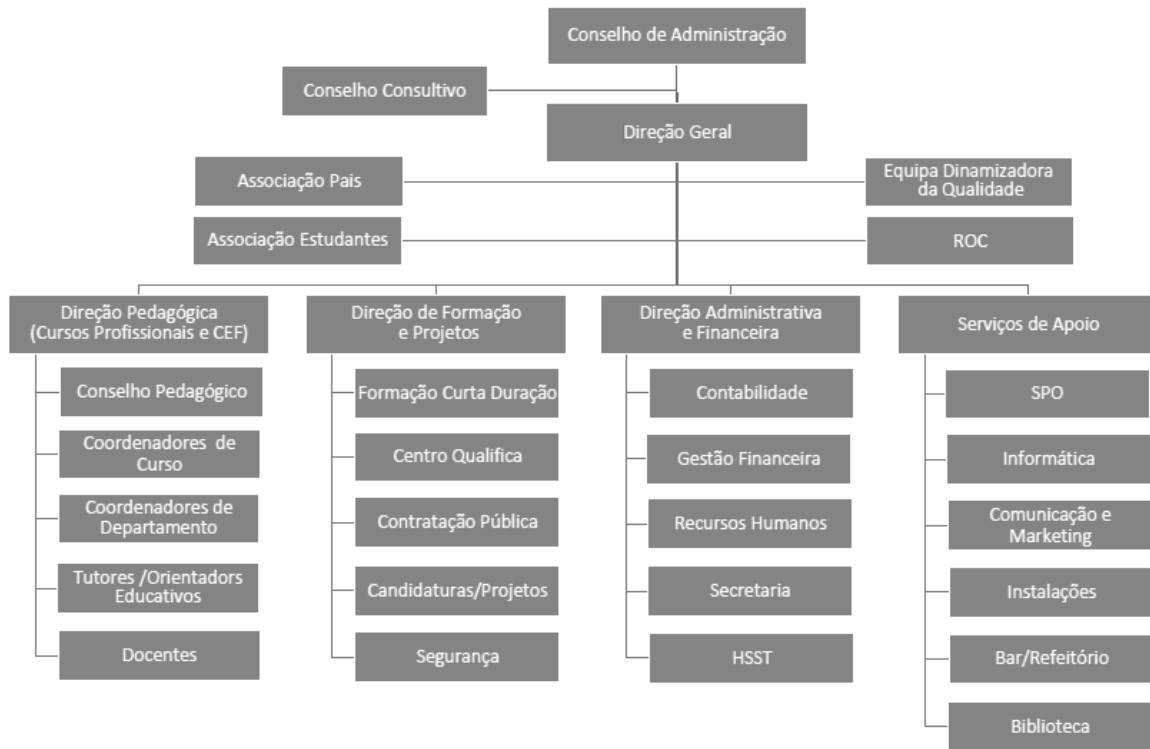 Conselho de Administração
Conselho Consultivo
Direção Geral
Associação Pais
Equipa Dinamizadora
da Qualidade
Associação Estudantes
ROC
Direção Pedagógica
(Cursos Profissionais e CEF)
Conselho Pedagógico
Coordenadores de
Curso
Coordenadores de
Departamento
Tutores /Orientadors
Educativos
Docentes
Direção de Formação
e Projetos
Formação Curta Duração
Centro Qualifica
Contratação Pública
Candidaturas/Projetos
Segurança
Direção Administrativa
e Financeira
Contabilidade
Gestão Financeira
Recursos Humanos
Secretaria
HSST
Serviços de Apoio
SPO
Informática
Comunicação e
Marketing
Instalações
Bar/Refeitório
Biblioteca